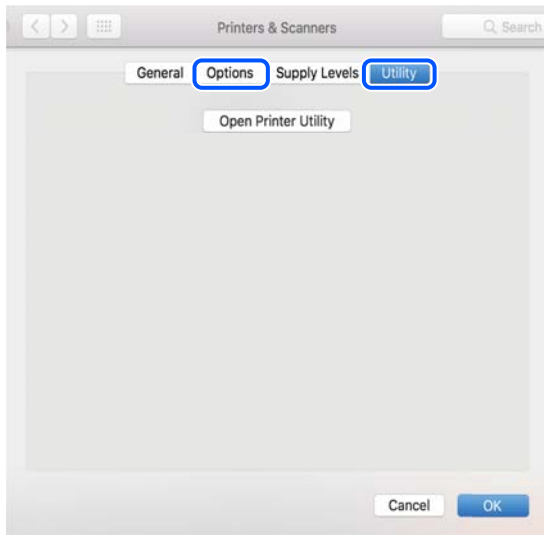 Printers & Scanners Search
General Options Supply Levels Utility
Open Printer Utility
Cancel OK